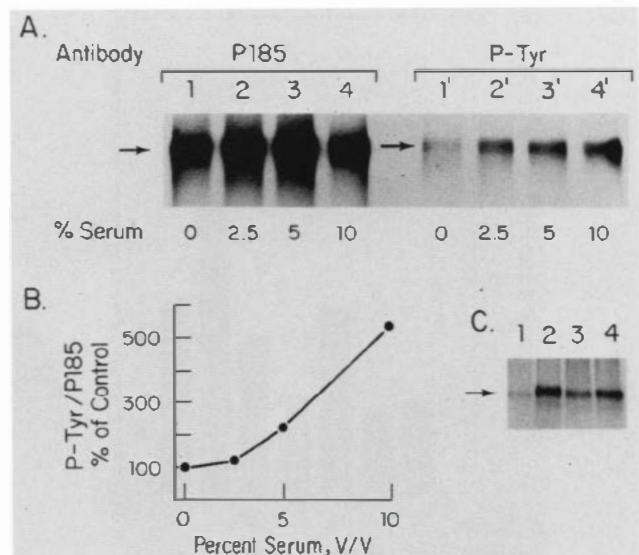 A.
Antibody P185 P-Tyr
1 2 3 4 1' 2' 3' 4'
% Serum 0 2.5 5 10 0 2.5 5 10
B.
P-Tyr/P185
% of Control
500
300
100
0 5 10
Percent Serum, V/V
C.
1 2 3 4